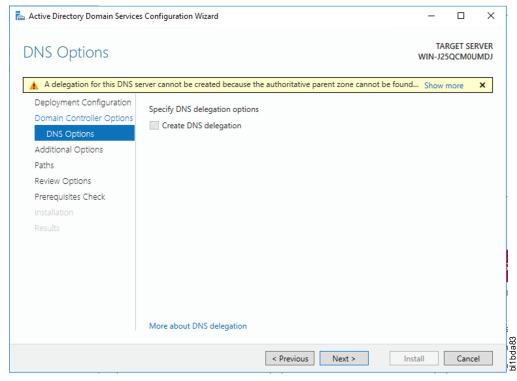 Active Directory Domain Services Configuration Wizard
DNS Options
TARGET SERVER
WIN-J25QCM0UMDJ
A delegation for this DNS server cannot be created because the authoritative parent zone cannot be found... Show more
Deployment Configuration
Domain Controller Options
DNS Options
Additional Options
Paths
Review Options
Prerequisites Check
Installation
Results
Specify DNS delegation options
Create DNS delegation
More about DNS delegation
< Previous
Next >
Install
Cancel
bl1bda83